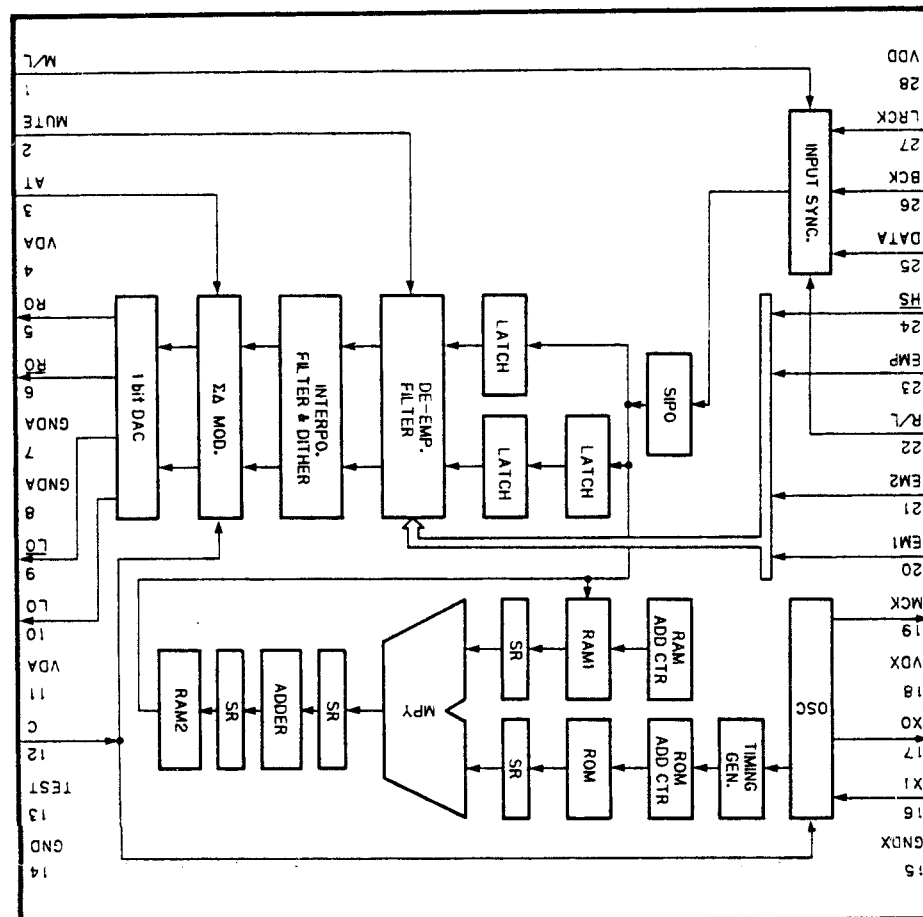 M/L
1
MUTE
2
AT
3
VDA
4
RO
5
RO
6
GNDA
7
GNDA
8
LO
9
LO
10
VDA
11
C
12
TEST
13
GND
14
VDD
28
LRCK
27
BCK
26
DATA
25
HS
24
EMP
23
R/L
22
EM2
21
EM1
20
MCK
19
VDX
18
XO
17
XI
16
GNDX
15
INPUT SYNC.
SIPO
LATCH
LATCH
LATCH
DE-EMP.
FILTER
INTERPO.
FILTER & DITHER
ΣΔ MOD.
1 bit DAC
OSC
TIMING
GEN.
RAM
ADD CTR
ROM
ADD CTR
RAM1
ROM
SR
SR
MPY
SR
ADDER
SR
RAM2